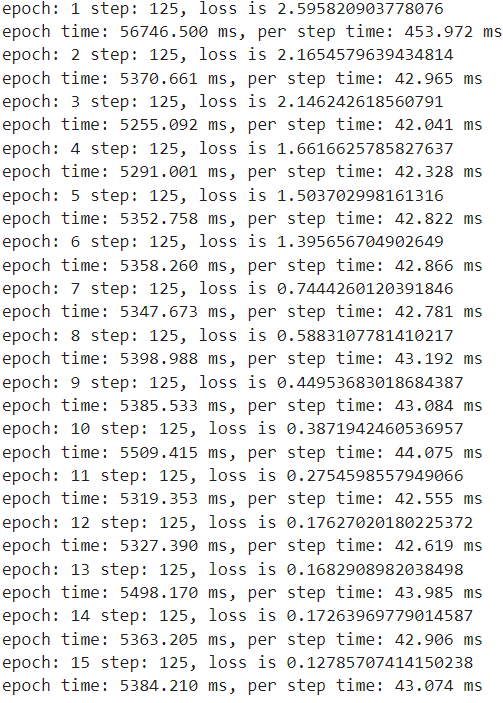 epoch: 1 step: 125, loss is 2.595820903778076
epoch time: 56746.500 ms, per step time: 453.972 ms
epoch: 2 step: 125, loss is 2.1654579639434814
epoch time: 5370.661 ms, per step time: 42.965 ms
epoch: 3 step: 125, loss is 2.146242618560791
epoch time: 5255.092 ms, per step time: 42.041 ms
epoch: 4 step: 125, loss is 1.6616625785827637
epoch time: 5291.001 ms, per step time: 42.328 ms
epoch: 5 step: 125, loss is 1.503702998161316
epoch time: 5352.758 ms, per step time: 42.822 ms
epoch: 6 step: 125, loss is 1.395656704902649
epoch time: 5358.260 ms, per step time: 42.866 ms
epoch: 7 step: 125, loss is 0.7444260120391846
epoch time: 5347.673 ms, per step time: 42.781 ms
epoch: 8 step: 125, loss is 0.5883107781410217
epoch time: 5398.988 ms, per step time: 43.192 ms
epoch: 9 step: 125, loss is 0.44953683018684387
epoch time: 5385.533 ms, per step time: 43.084 ms
epoch: 10 step: 125, loss is 0.3871942460536957
epoch time: 5509.415 ms, per step time: 44.075 ms
epoch: 11 step: 125, loss is 0.2754598557949066
epoch time: 5319.353 ms, per step time: 42.555 ms
epoch: 12 step: 125, loss is 0.17627020180225372
epoch time: 5327.390 ms, per step time: 42.619 ms
epoch: 13 step: 125, loss is 0.1682908982038498
epoch time: 5498.170 ms, per step time: 43.985 ms
epoch: 14 step: 125, loss is 0.17263969779014587
epoch time: 5363.205 ms, per step time: 42.906 ms
epoch: 15 step: 125, loss is 0.12785707414150238
epoch time: 5384.210 ms, per step time: 43.074 ms